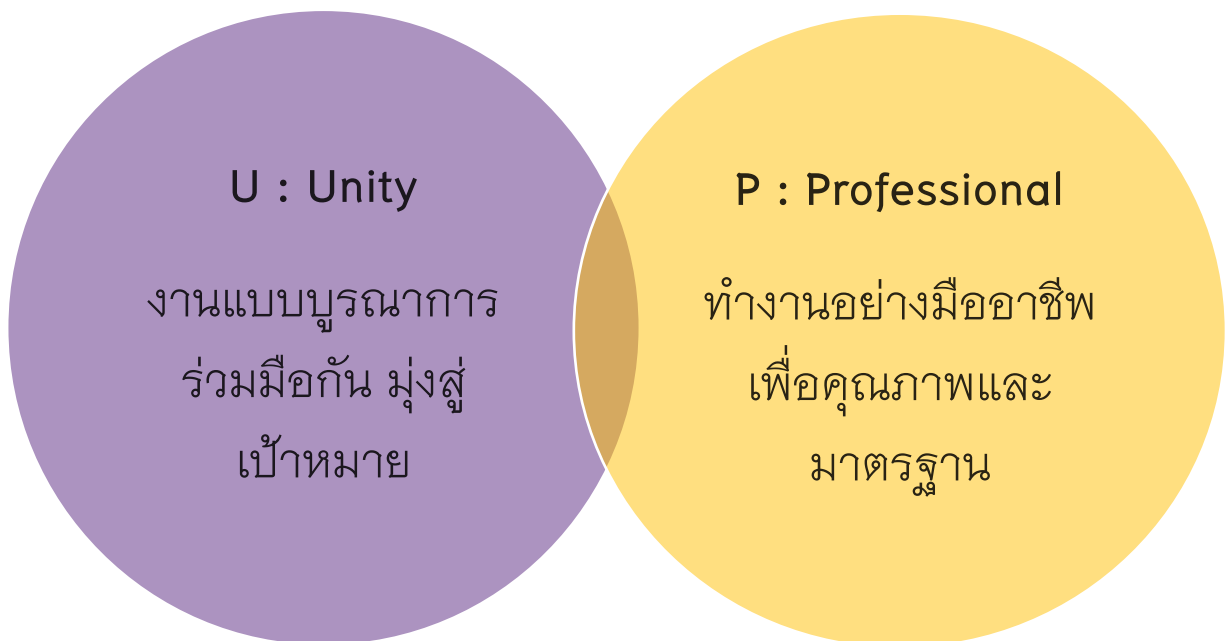 U : Unity
งานแบบบูรณาการ
ร่วมมือกัน มุ่งสู่
เป้าหมาย
P : Professional
ทำงานอย่างมืออาชีพ
เพื่อคุณภาพและ
มาตรฐาน